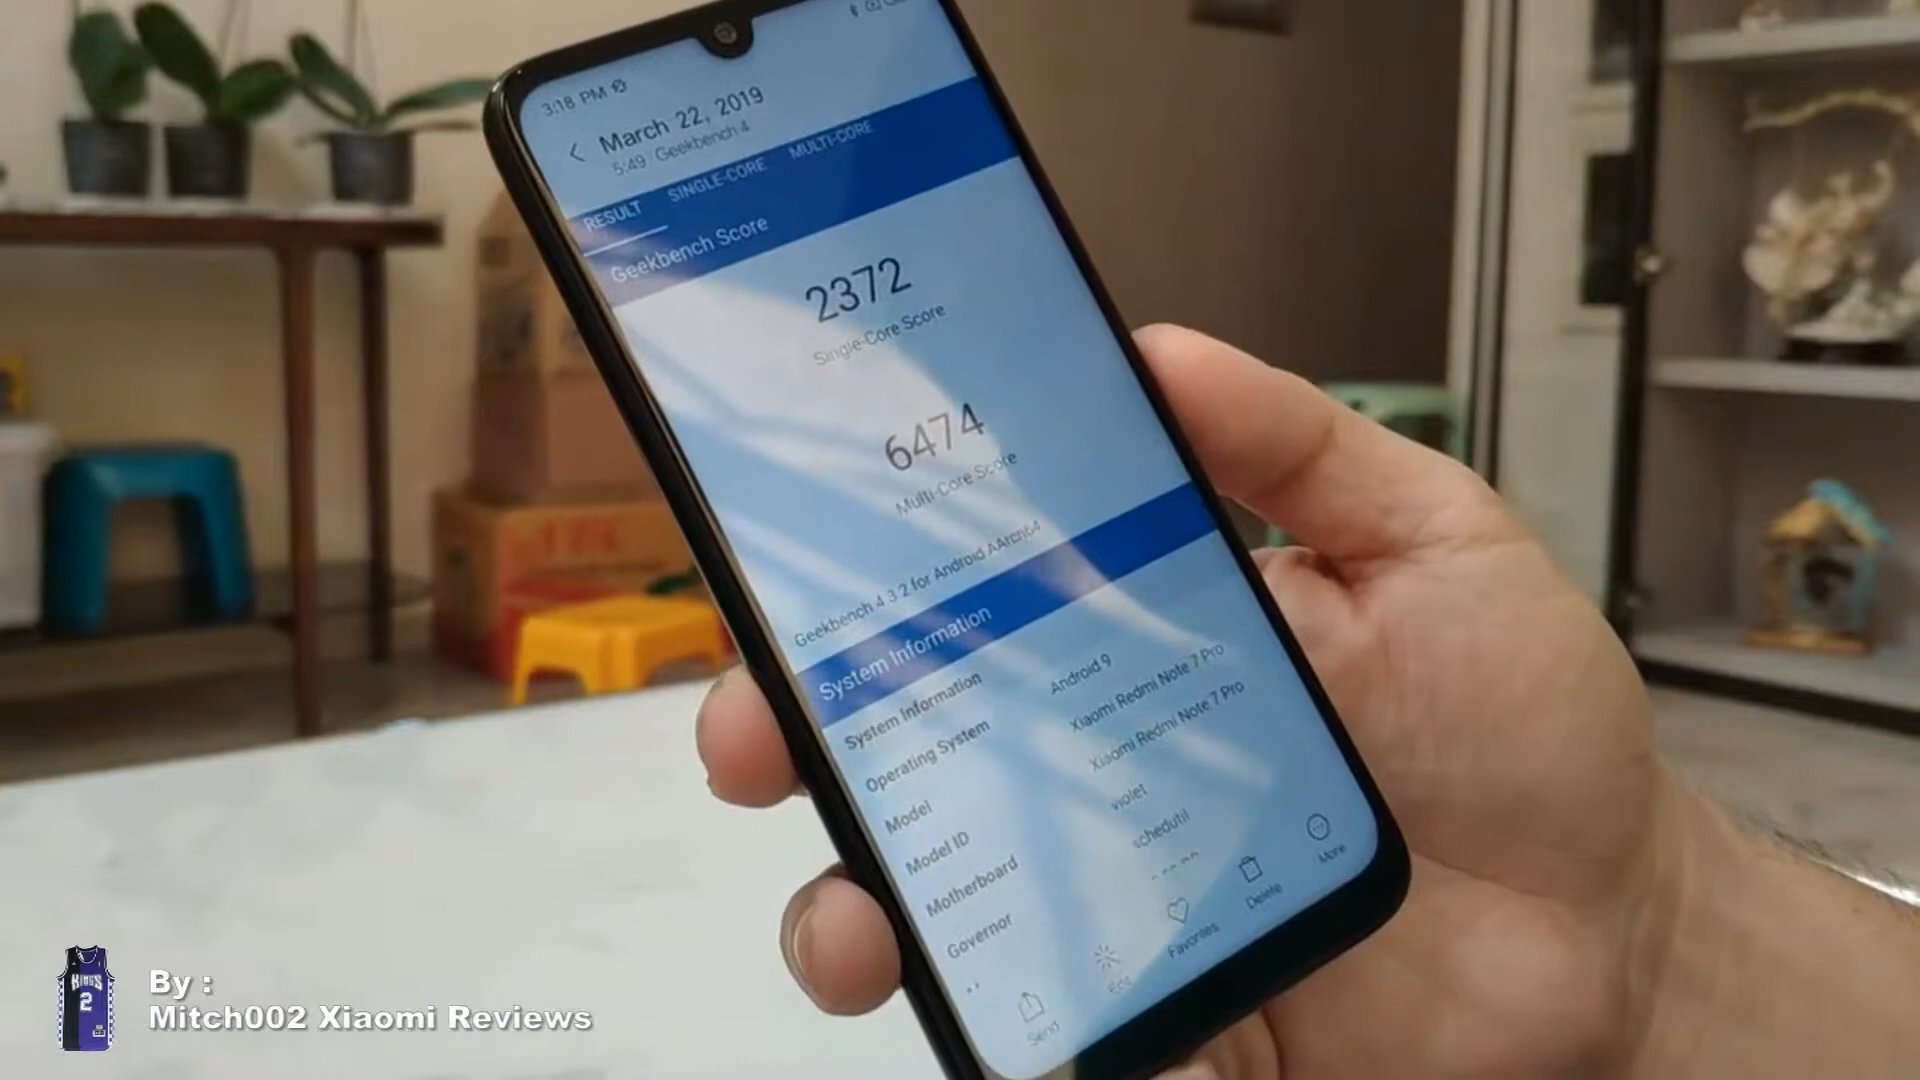 3:18 PM
March 22, 2019
5:49 Geekbench 4
RESULT SINGLE-CORE MULTI-CORE
Geekbench Score
2372
Single-Core Score
6474
Multi-Core Score
Geekbench 4.3.2 for Android AArch64
System Information
System Information
Operating System Android 9
Model Xiaomi Redmi Note 7 Pro
Model ID Xiaomi Redmi Note 7 Pro
Motherboard violet
Governor schedutil
Send Edit Favorites Delete More
KINGS
2
By :
Mitch002 Xiaomi Reviews